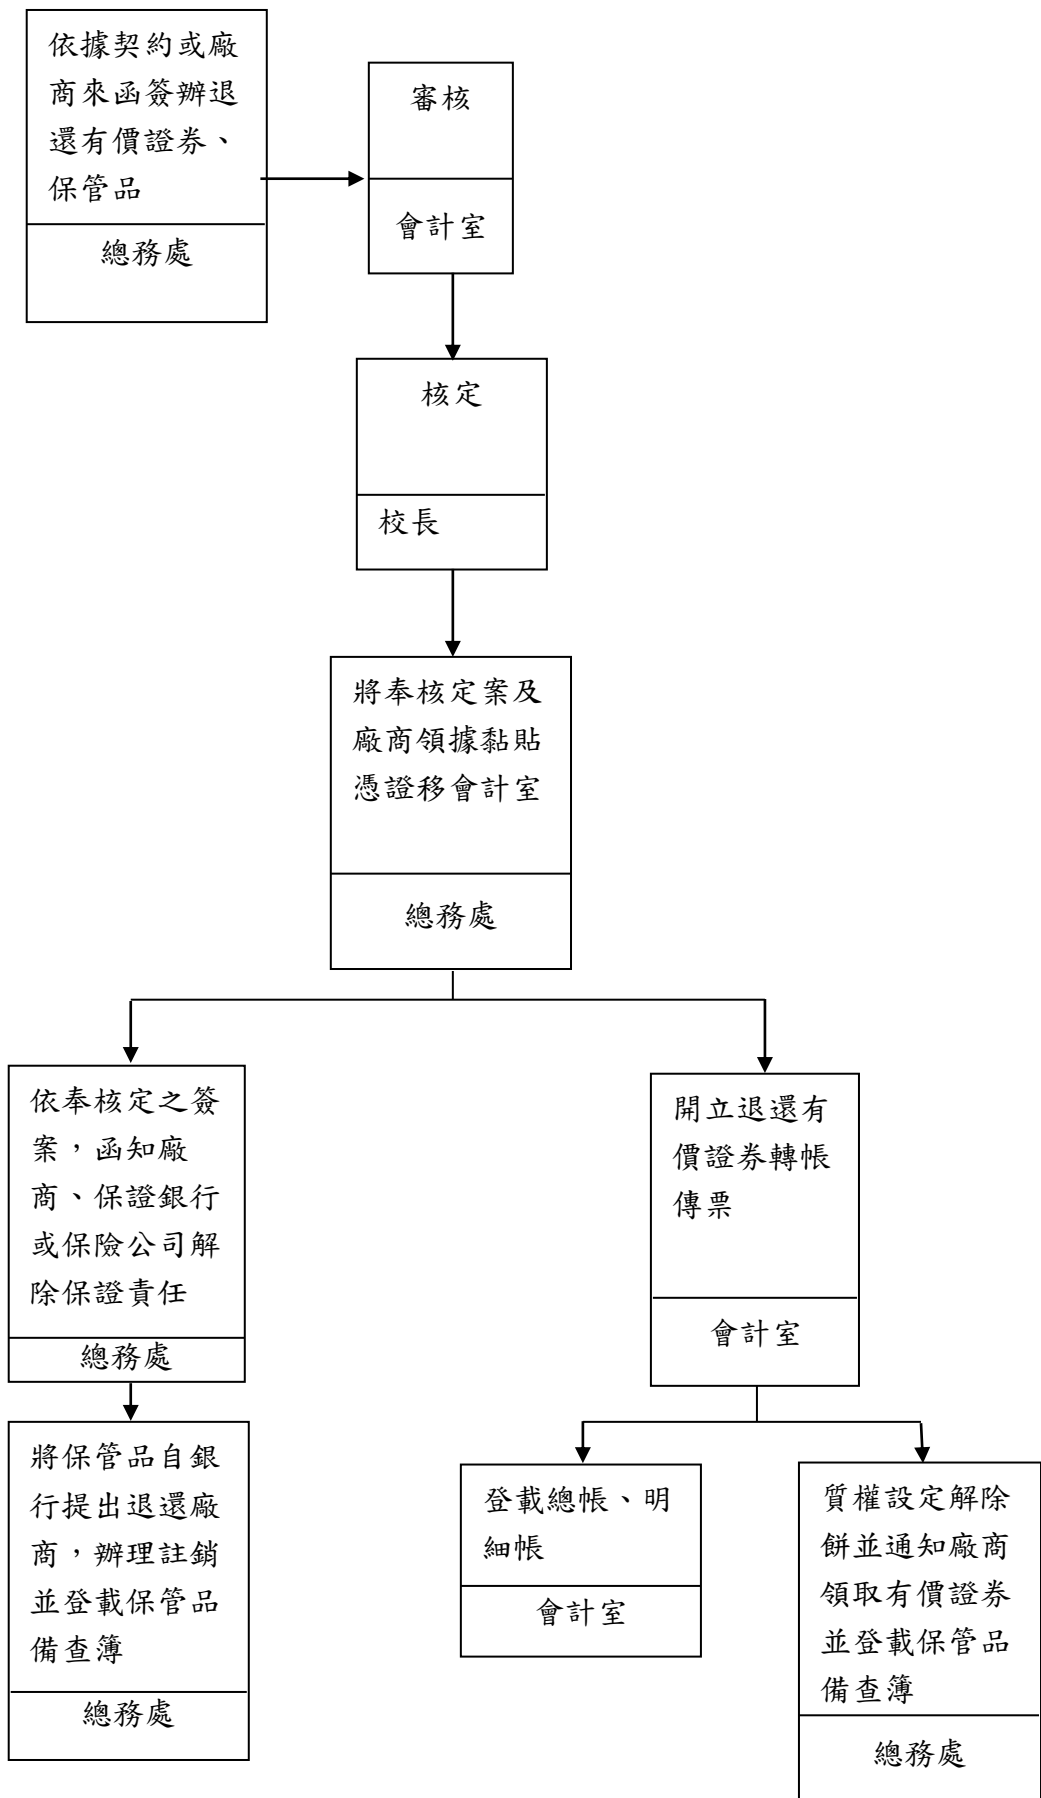 依據契約或廠
商來函簽辦退
還有價證券、
保管品
總務處
審核
會計室
核定
校長
將奉核定案及
廠商領據黏貼
憑證移會計室
總務處
依奉核定之簽
案，函知廠
商、保證銀行
或保險公司解
除保證責任
總務處
將保管品自銀
行提出退還廠
商，辦理註銷
並登載保管品
備查簿
總務處
開立退還有
價證券轉帳
傳票
會計室
登載總帳、明
細帳
會計室
質權設定解除
餅並通知廠商
領取有價證券
並登載保管品
備查簿
總務處